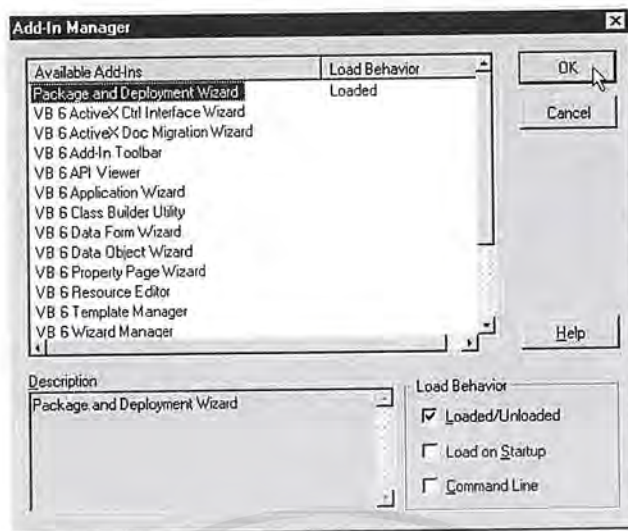 Add-In Manager
Available Add-Ins Load Behavior
Package and Deployment Wizard Loaded
VB 6 ActiveX Ctrl Interface Wizard
VB 6 ActiveX Doc Migration Wizard
VB 6 Add-In Toolbar
VB 6 API Viewer
VB 6 Application Wizard
VB 6 Class Builder Utility
VB 6 Data Form Wizard
VB 6 Data Object Wizard
VB 6 Property Page Wizard
VB 6 Resource Editor
VB 6 Template Manager
VB 6 Wizard Manager
OK
Cancel
Help
Description
Package and Deployment Wizard
Load Behavior
Loaded/Unloaded
Load on Startup
Command Line